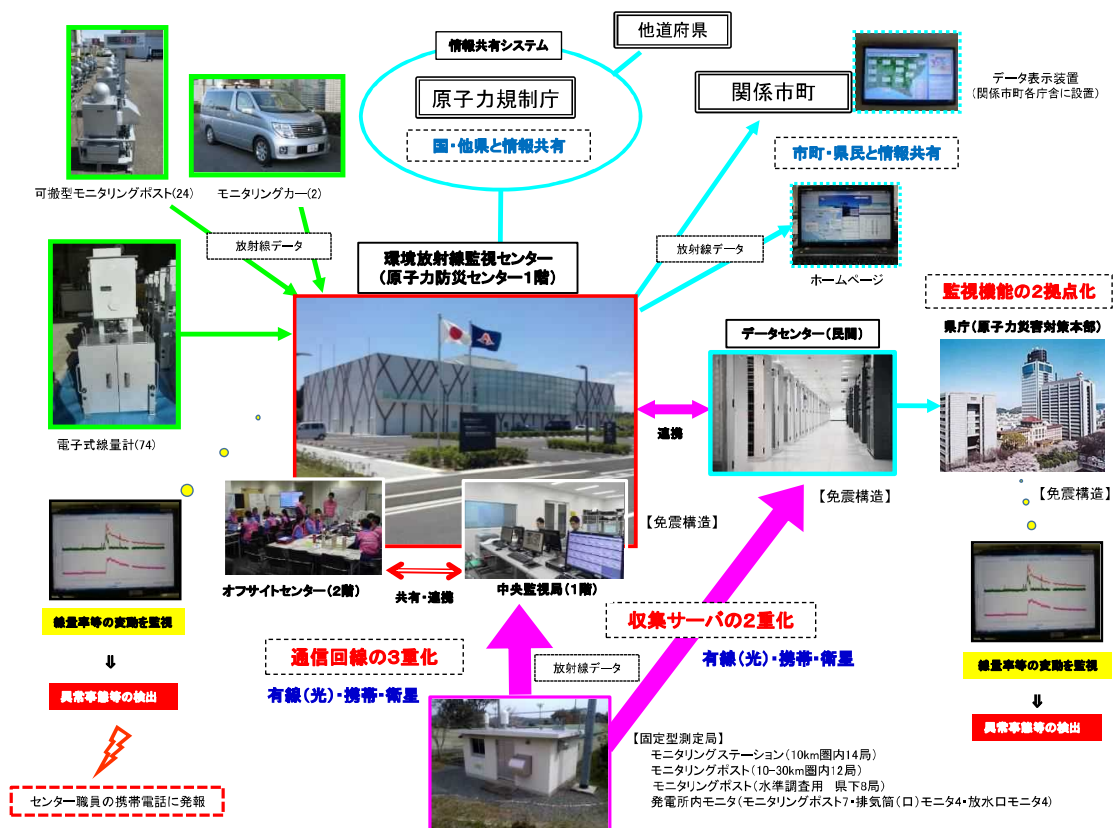 情報共有システム
他道府県
原子力規制庁
国・他県と情報共有
関係市町
データ表示装置
(関係市町各庁舎に設置)
市町・県民と情報共有
可搬型モニタリングポスト(24)
モニタリングカー(2)
放射線データ
環境放射線監視センター
(原子力防災センター1階)
放射線データ
ホームページ
監視機能の2拠点化
県庁(原子力災害対策本部)
データセンター(民間)
連携
電子式線量計(74)
【免震構造】
【免震構造】
【免震構造】
オフサイトセンター(2階)
共有・連携
中央監視局(1階)
線量率等の変動を監視
⇓
異常事態等の検出
センター職員の携帯電話に発報
通信回線の3重化
有線(光)・携帯・衛星
放射線データ
収集サーバの2重化
有線(光)・携帯・衛星
線量率等の変動を監視
⇓
異常事態等の検出
【固定型測定局】
モニタリングステーション(10km圏内14局)
モニタリングポスト(10-30km圏内12局)
モニタリングポスト(水準調査用 県下8局)
発電所内モニタ(モニタリングポスト7・排気筒(口)モニタ4・放水口モニタ4)